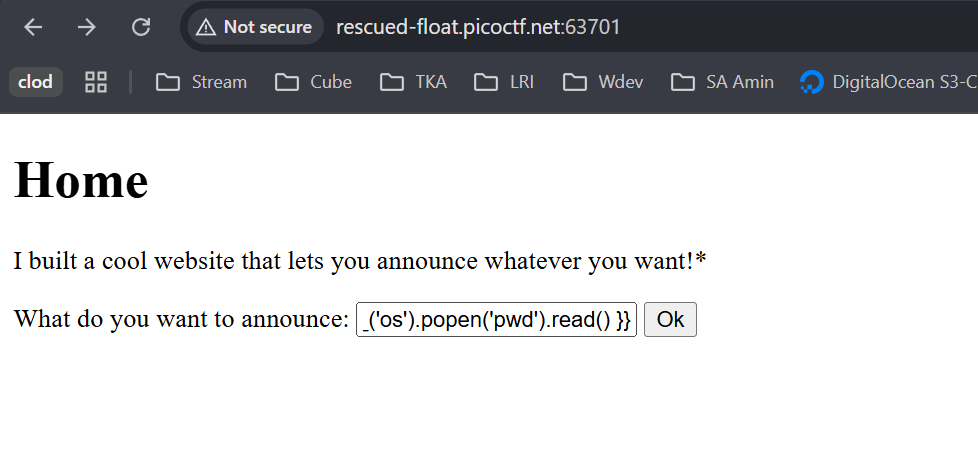 Not secure rescued-float.picoctf.net:63701
clod Stream Cube TKA LRI Wdev SA Amin DigitalOcean S3-C
Home
I built a cool website that lets you announce whatever you want!*
What do you want to announce: _('os').popen('pwd').read() }} Ok